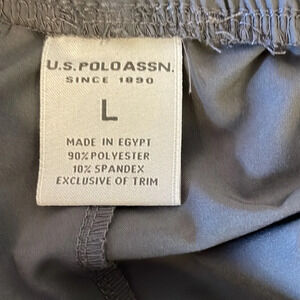 U.S. POLO ASSN.
SINCE 1890
L
MADE IN EGYPT
90% POLYESTER
10% SPANDEX
EXCLUSIVE OF TRIM